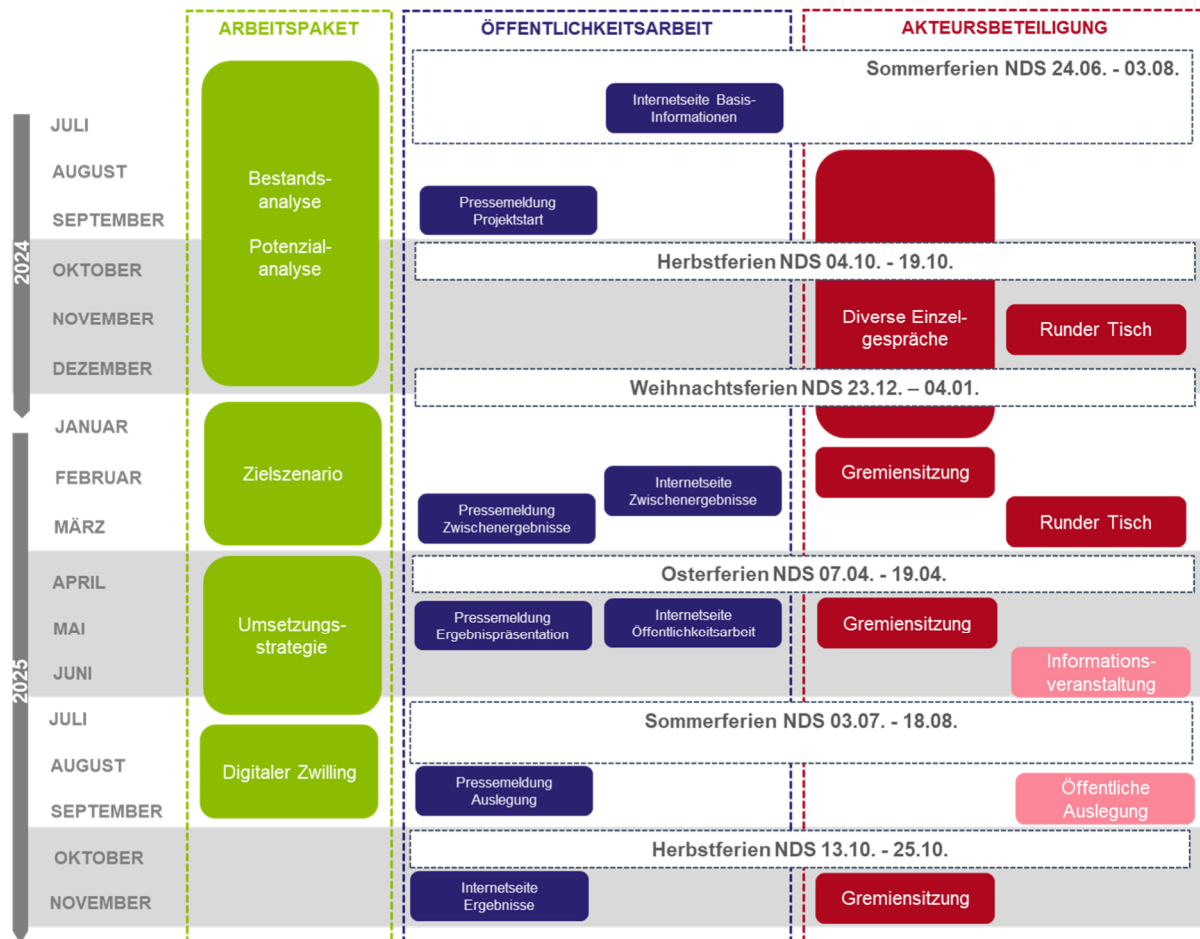 ARBEITSPAKET
ÖFFENTLICHKEITSARBEIT
AKTEURSBETEILIGUNG
Sommerferien NDS 24.06. - 03.08.
Internetseite Basis-
Informationen
JULI
AUGUST
SEPTEMBER
Bestands-
analyse
Potenzial-
analyse
Pressemeldung
Projektstart
2024
OKTOBER
NOVEMBER
DEZEMBER
Herbstferien NDS 04.10. - 19.10.
Diverse Einzel-
gespräche
Runder Tisch
Weihnachtsferien NDS 23.12. – 04.01.
JANUAR
FEBRUAR
MÄRZ
Zielszenario
Pressemeldung
Zwischenergebnisse
Internetseite
Zwischenergebnisse
Gremiensitzung
Runder Tisch
APRIL
MAI
JUNI
Umsetzungs-
strategie
Osterferien NDS 07.04. - 19.04.
Pressemeldung
Ergebnispräsentation
Internetseite
Öffentlichkeitsarbeit
Gremiensitzung
Informations-
veranstaltung
2025
JULI
AUGUST
SEPTEMBER
Digitaler Zwilling
Sommerferien NDS 03.07. - 18.08.
Pressemeldung
Auslegung
Öffentliche
Auslegung
OKTOBER
NOVEMBER
Herbstferien NDS 13.10. - 25.10.
Internetseite
Ergebnisse
Gremiensitzung